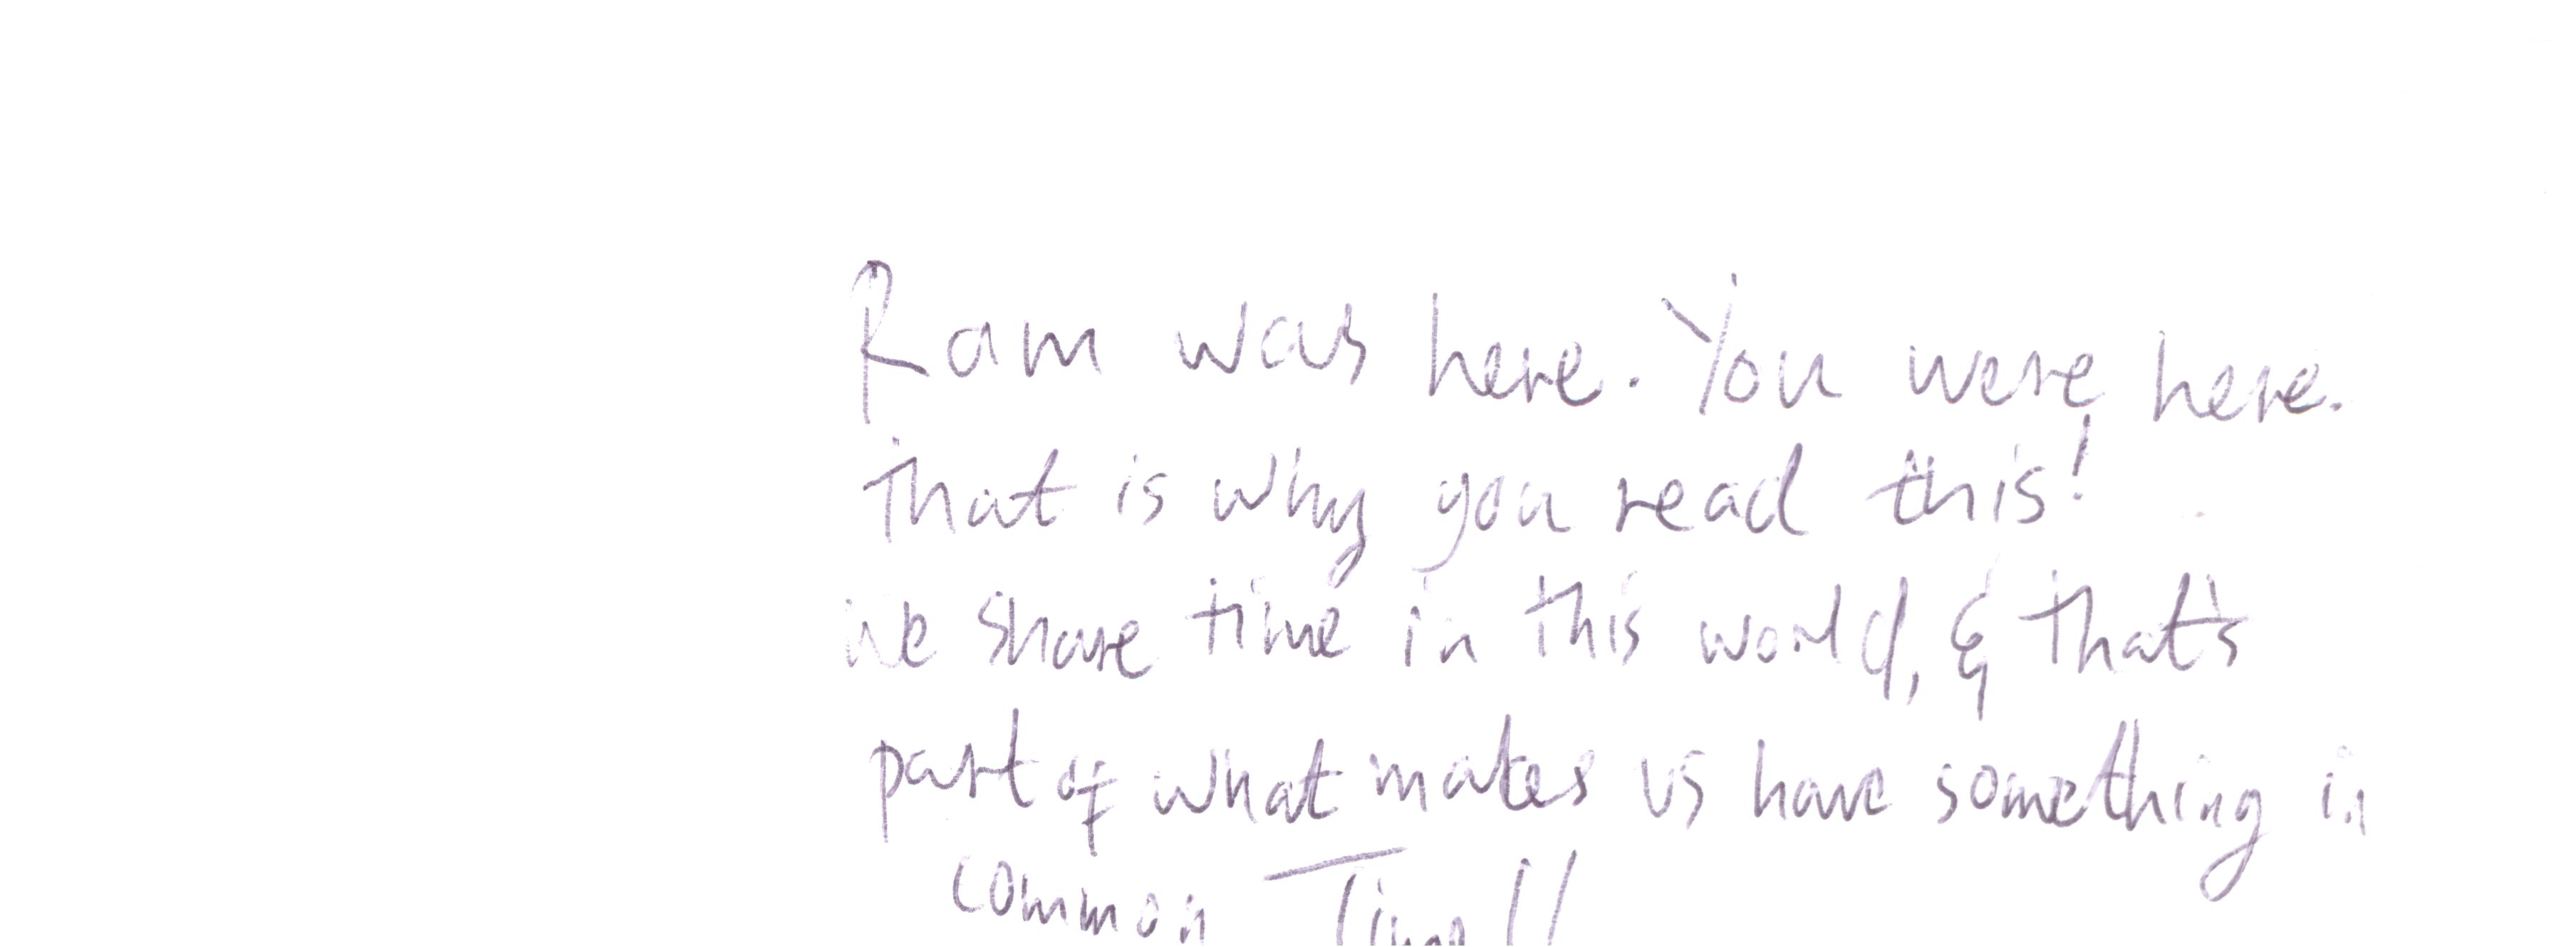 Ram was here. You were here.
that is why you read this!
we share time in this world, & that's
part of what makes us have something in
common Time!!